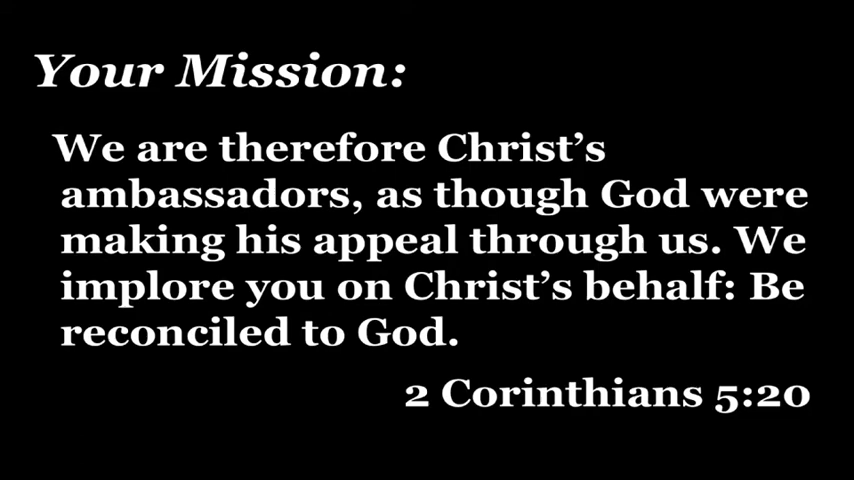 Your Mission:
We are therefore Christ’s
ambassadors, as though God were
making his appeal through us. We
implore you on Christ’s behalf: Be
reconciled to God.
2 Corinthians 5:20